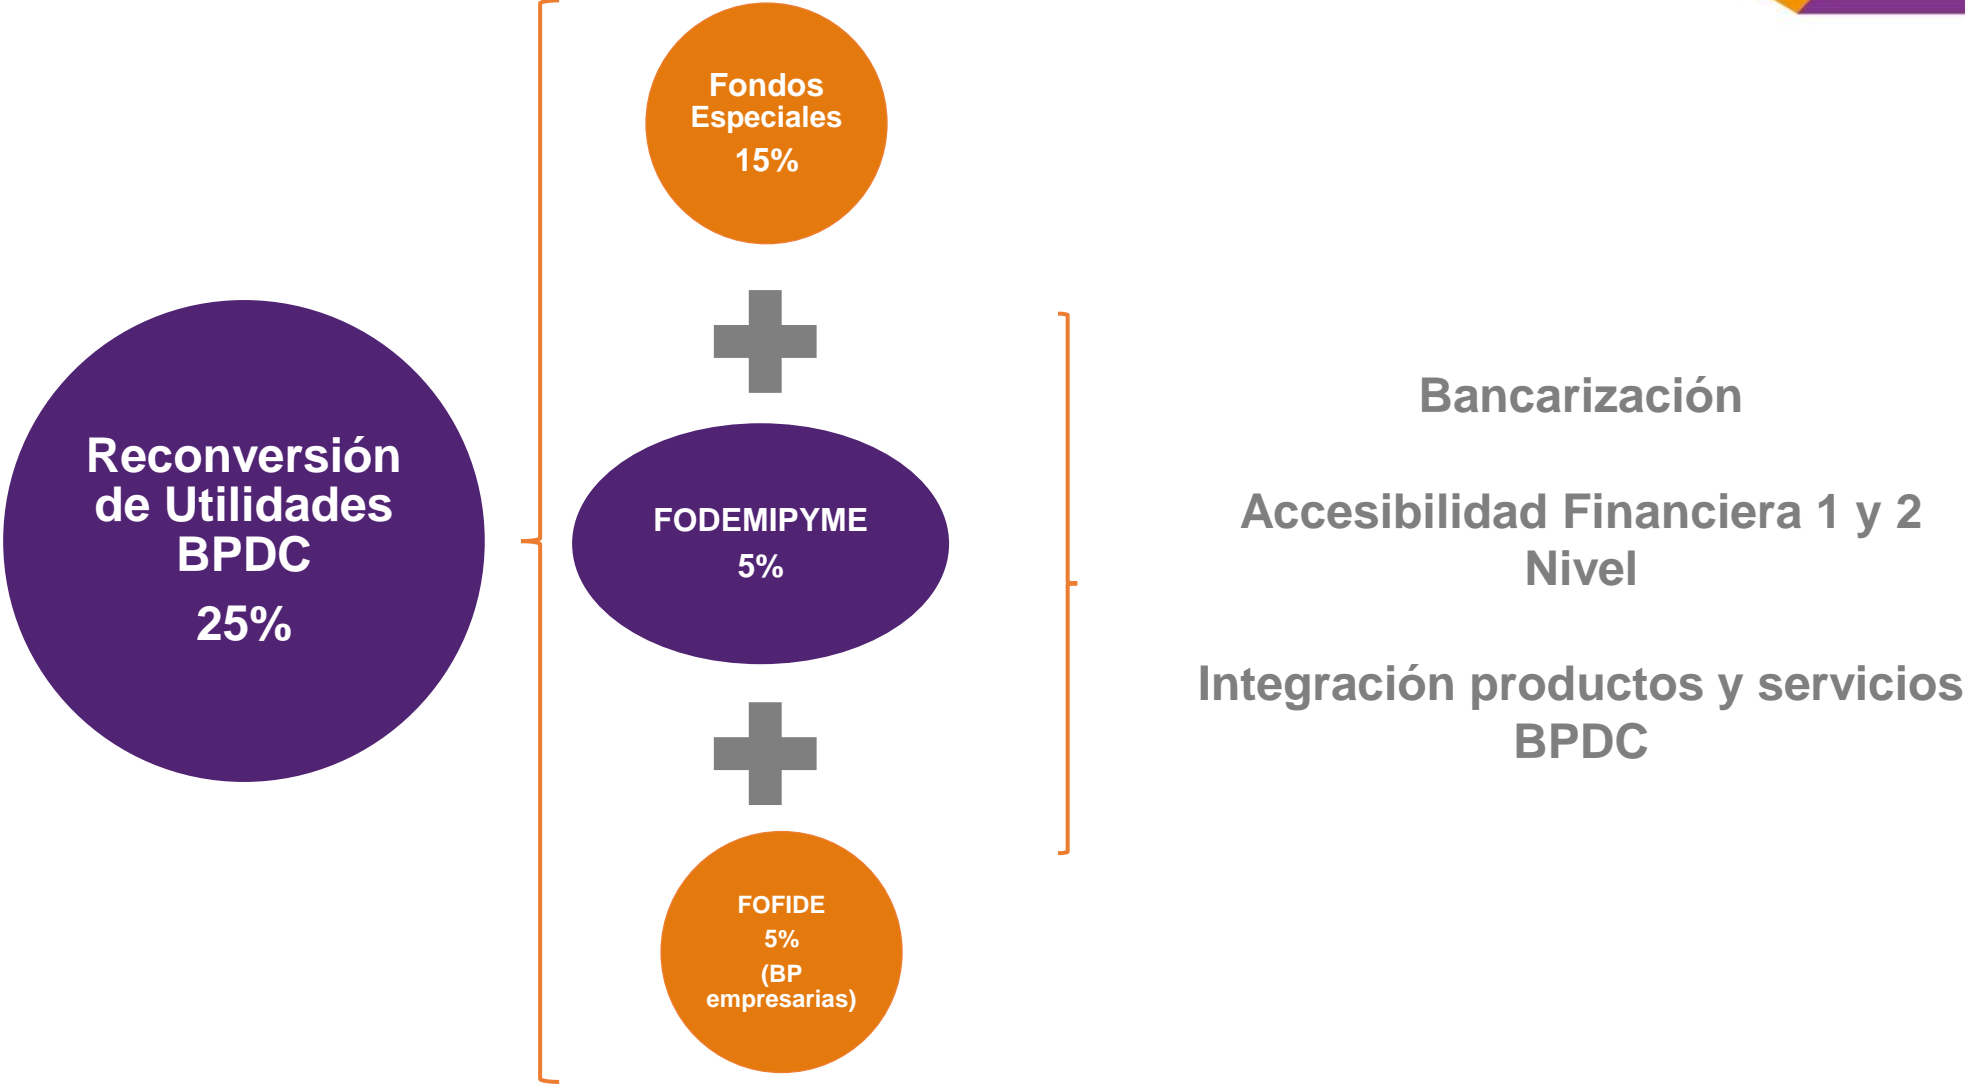 Reconversión
de Utilidades
BPDC
25%
Fondos
Especiales
15%
FODEMIPYME
5%
FOFIDE
5%
(BP
empresarias)
Bancarización
Accesibilidad Financiera 1 y 2
Nivel
Integración productos y servicios
BPDC